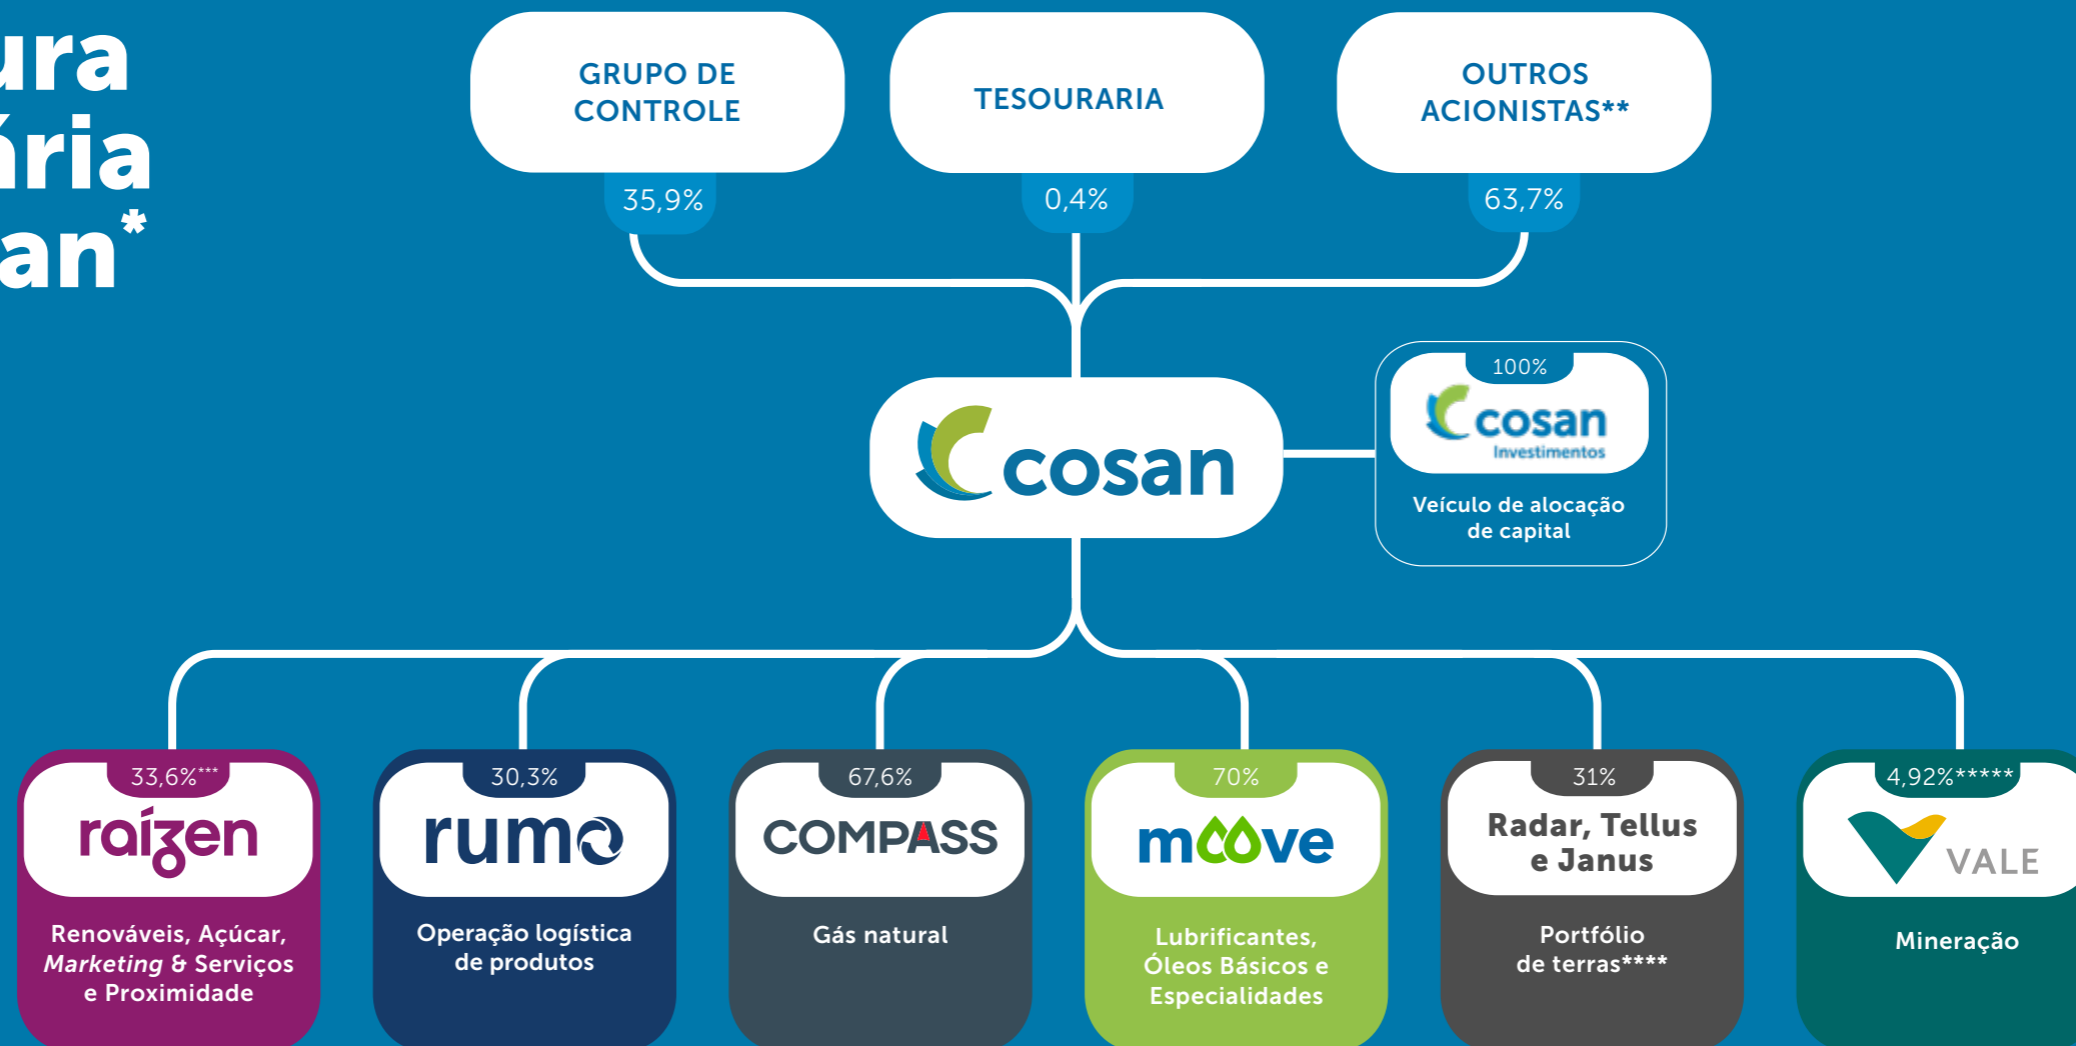 ura
ária
an*
GRUPO DE
CONTROLE
TESOURARIA
OUTROS
ACIONISTAS**
35,9%
0,4%
63,7%
100%
cosan
Investimentos
Veículo de alocação
de capital
cosan
33,6%***
raízen
Renováveis, Açúcar,
Marketing & Serviços
e Proximidade
30,3%
rumo
Operação logística
de produtos
67,6%
COMPASS
Gás natural
70%
moove
Lubrificantes,
Óleos Básicos e
Especialidades
31%
Radar, Tellus
e Janus
Portfólio
de terras****
4,92%*****
VALE
Mineração